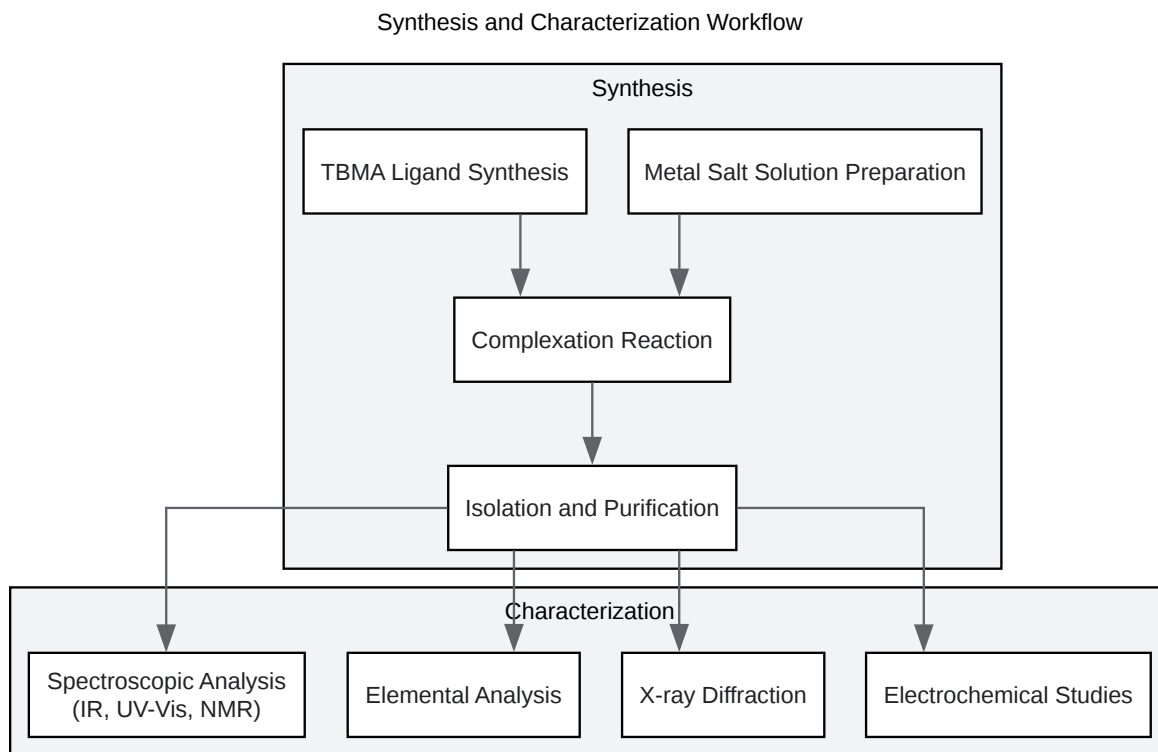 Synthesis and Characterization Workflow
Synthesis
TBMA Ligand Synthesis
Metal Salt Solution Preparation
Complexation Reaction
Isolation and Purification
Characterization
Spectroscopic Analysis
(IR, UV-Vis, NMR)
Elemental Analysis
X-ray Diffraction
Electrochemical Studies